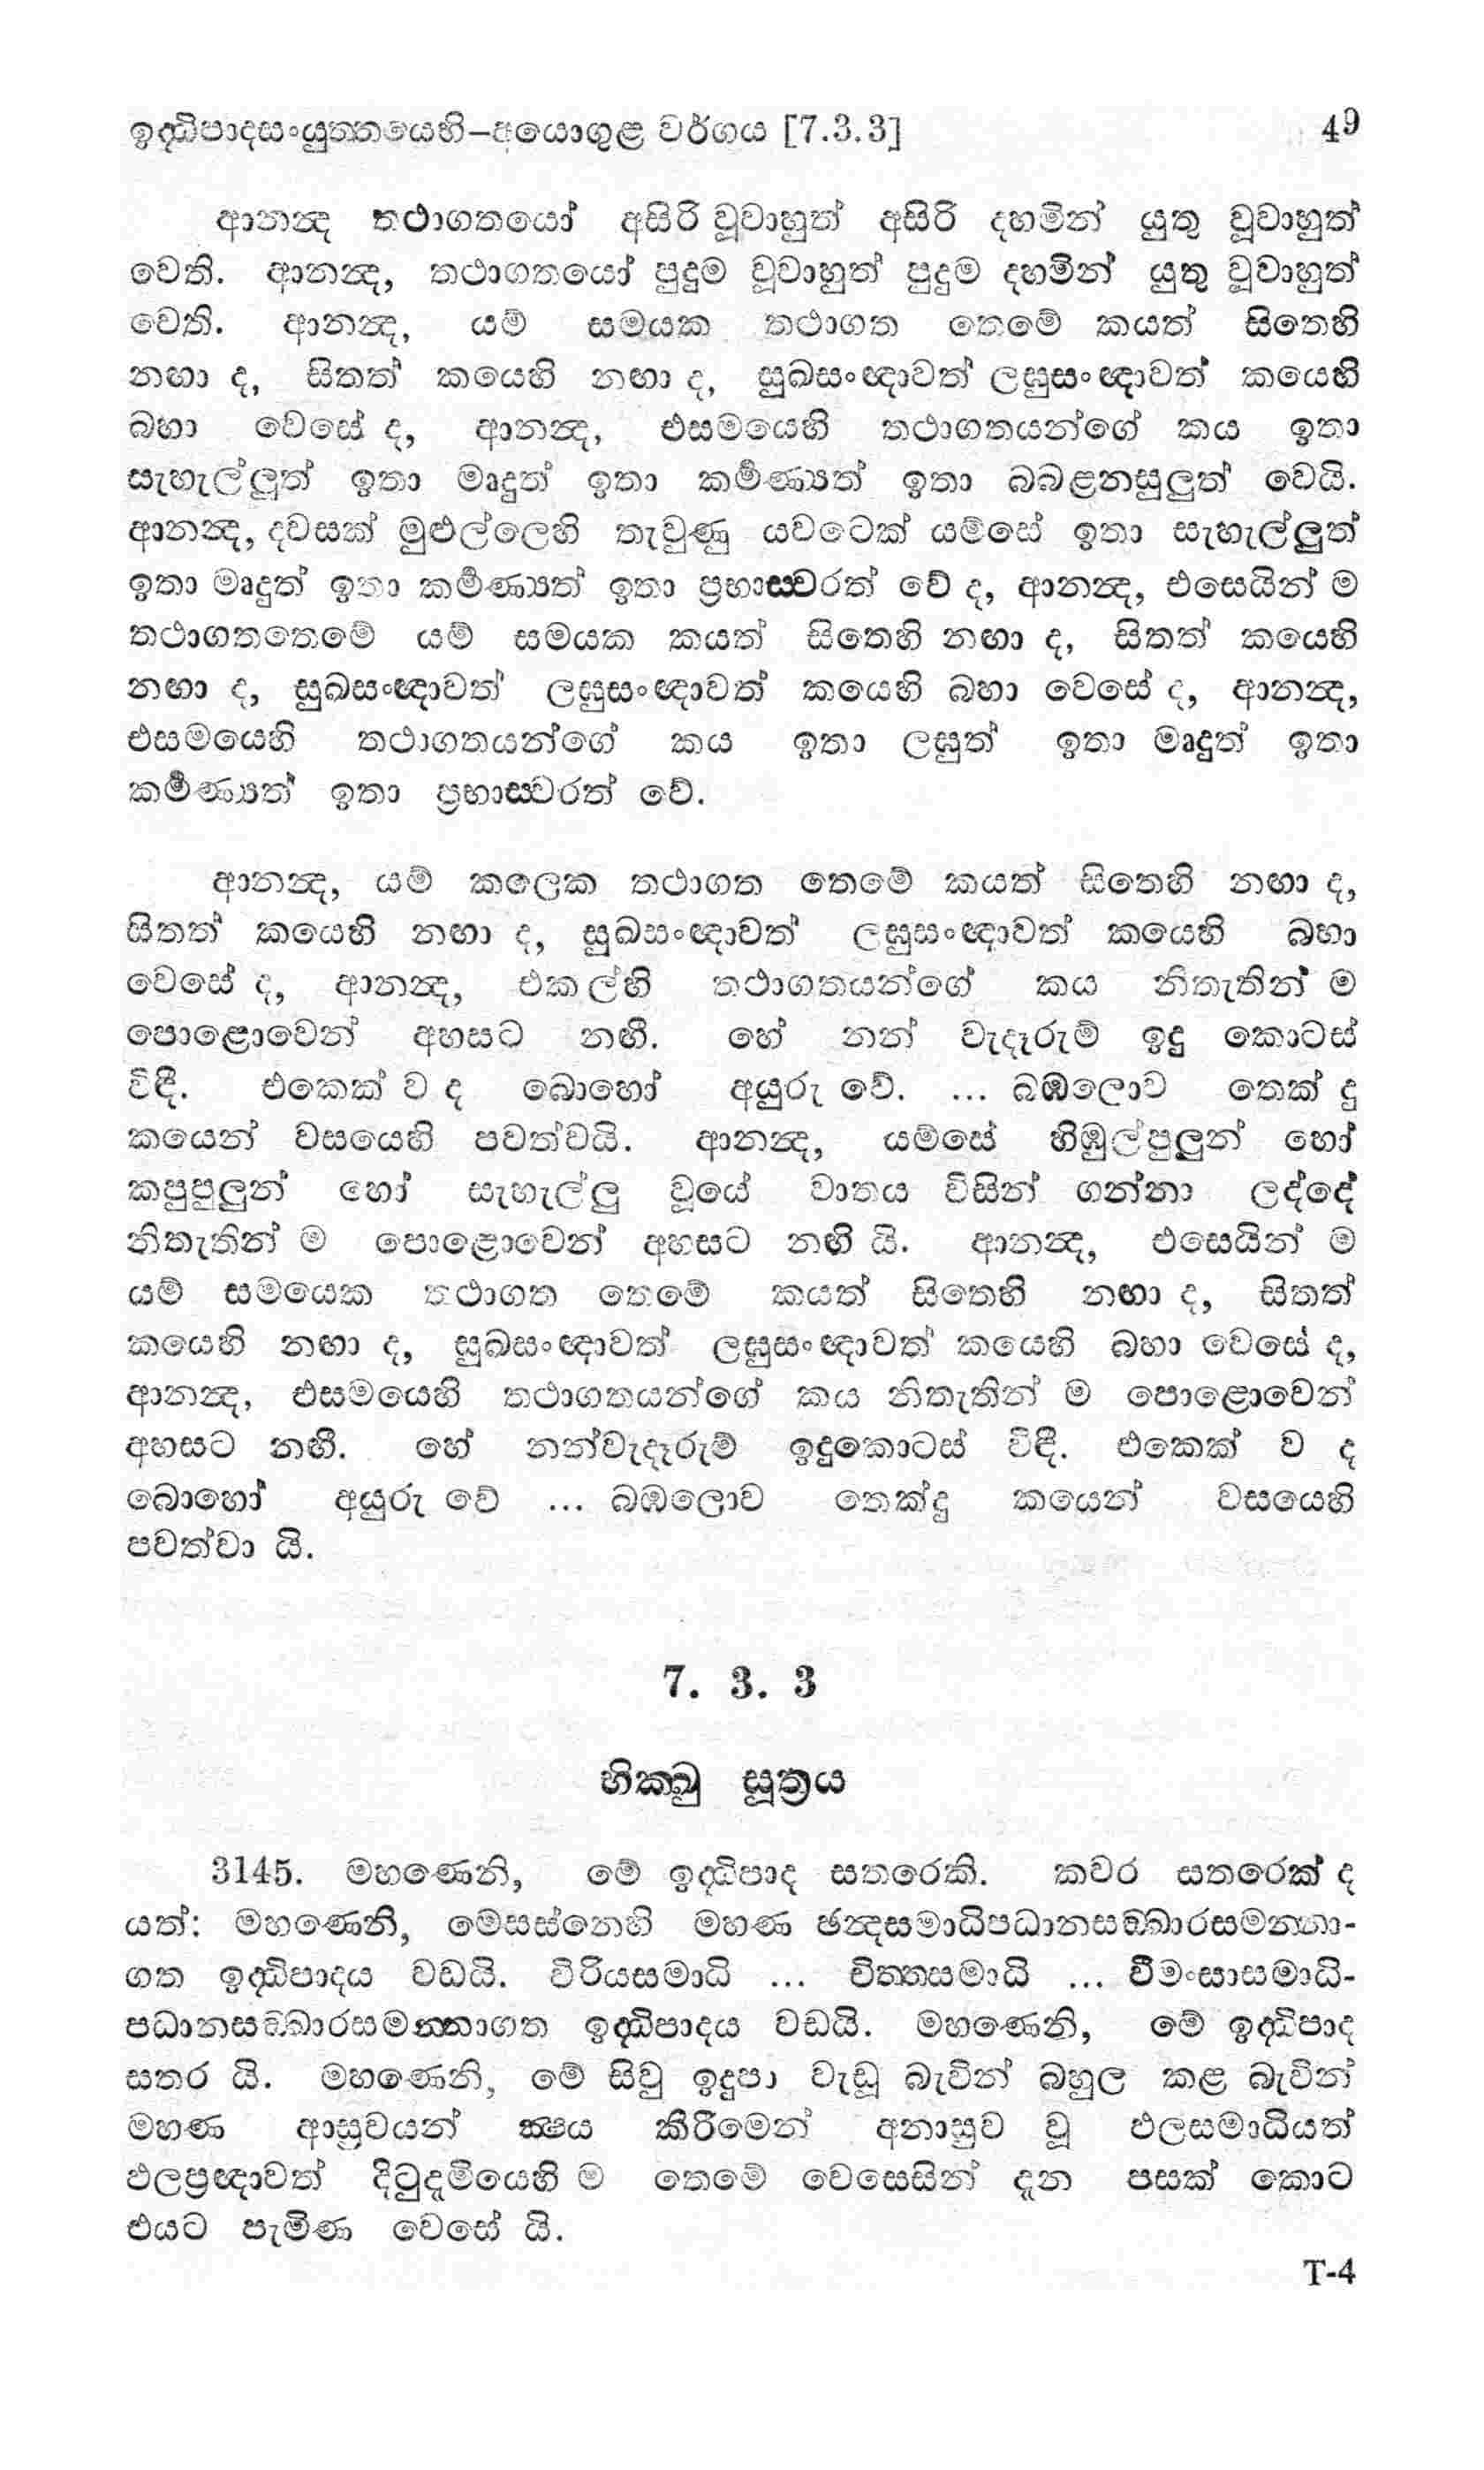 ඉද්ධිපාදසංයුත්තයෙහි–අයොගුළ වර්ගය [7.3.3] 49
ආනන්ද තථාගතයෝ අසිරි වූවාහුත් අසිරි දහමින් යුතු වූවාහුත්
වෙති. ආනන්ද, තථාගතයෝ පුදුම වූවාහුත් පුදුම දහමින් යුතු වූවාහුත්
වෙති. ආනන්ද, යම් සමයක තථාගත තෙමේ කයත් සිතෙහි
නඟා ද, සිතත් කයෙහි නඟා ද, සුඛසංඥාවත් ලඝුසංඥාවත් කයෙහි
බහා වෙසේ ද, ආනන්ද, එසමයෙහි තථාගතයන්ගේ කය ඉතා
සැහැල්ලුත් ඉතා මෘදුත් ඉතා කර්මණ්‍යත් ඉතා බබළනසුලුත් වෙයි.
ආනන්ද, දවසක් මුළුල්ලෙහි තැවුණු යවටෙක් යම්සේ ඉතා සැහැල්ලුත්
ඉතා මෘදුත් ඉතා කර්මණ්‍යත් ඉතා ප්‍රභාස්වරත් වේ ද, ආනන්ද, එසෙයින් ම
තථාගතතෙමේ යම් සමයක කයත් සිතෙහි නඟා ද, සිතත් කයෙහි
නඟා ද, සුඛසංඥාවත් ලඝුසංඥාවත් කයෙහි බහා වෙසේ ද, ආනන්ද,
එසමයෙහි තථාගතයන්ගේ කය ඉතා ලඝුත් ඉතා මෘදුත් ඉතා
කර්මණ්‍යත් ඉතා ප්‍රභාස්වරත් වේ.
ආනන්ද, යම් කලෙක තථාගත තෙමේ කයත් සිතෙහි නඟා ද,
සිතත් කයෙහි නඟා ද, සුඛසංඥාවත් ලඝුසංඥාවත් කයෙහි බහා
වෙසේ ද, ආනන්ද, එකල්හි තථාගතයන්ගේ කය නිතැතින් ම
පොළොවෙන් අහසට නඟී. හේ නන් වැදෑරුම් ඉදු කොටස්
විඳී. එකෙක් ව ද බොහෝ අයුරු වේ. ... බඹලොව තෙක් දු
කයෙන් වසයෙහි පවත්වයි. ආනන්ද, යම්සේ හිඹුල්පුලුන් හෝ
කපුපුලුන් හෝ සැහැල්ලු වූයේ වාතය විසින් ගන්නා ලද්දේ
නිතැතින් ම පොළොවෙන් අහසට නඟී යි. ආනන්ද, එසෙයින් ම
යම් සමයෙක තථාගත තෙමේ කයත් සිතෙහි නඟා ද, සිතත්
කයෙහි නඟා ද, සුඛසංඥාවත් ලඝුසංඥාවත් කයෙහි බහා වෙසේ ද,
ආනන්ද, එසමයෙහි තථාගතයන්ගේ කය නිතැතින් ම පොළොවෙන්
අහසට නඟී. හේ නන්වැදෑරුම් ඉදුකොටස් විඳී. එකෙක් ව ද
බොහෝ අයුරු වේ ... බඹලොව තෙක්දු කයෙන් වසයෙහි
පවත්වා යි.
7. 3. 3
භික්ඛු සූත්‍රය
3145. මහණෙනි, මේ ඉද්ධිපාද සතරෙකි. කවර සතරෙක් ද
යත්: මහණෙනි, මෙසස්නෙහි මහණ ඡන්දසමාධිපධානසඞ්ඛාරසමන්නා-
ගත ඉද්ධිපාදය වඩයි. විරියසමාධි ... චිත්තසමාධි ... වීමංසාසමාධි-
පධානසඞ්ඛාරසමන්නාගත ඉද්ධිපාදය වඩයි. මහණෙනි, මේ ඉද්ධිපාද
සතර යි. මහණෙනි, මේ සිවු ඉදුපා වැඩූ බැවින් බහුල කළ බැවින්
මහණ ආස්‍රවයන් ක්‍ෂය කිරීමෙන් අනාස්‍රව වූ ඵලසමාධියත්
ඵලප්‍රඥාවත් දිටුදැමියෙහි ම තෙමේ වෙසෙසින් දැන පසක් කොට
එයට පැමිණ වෙසේ යි.
T-4